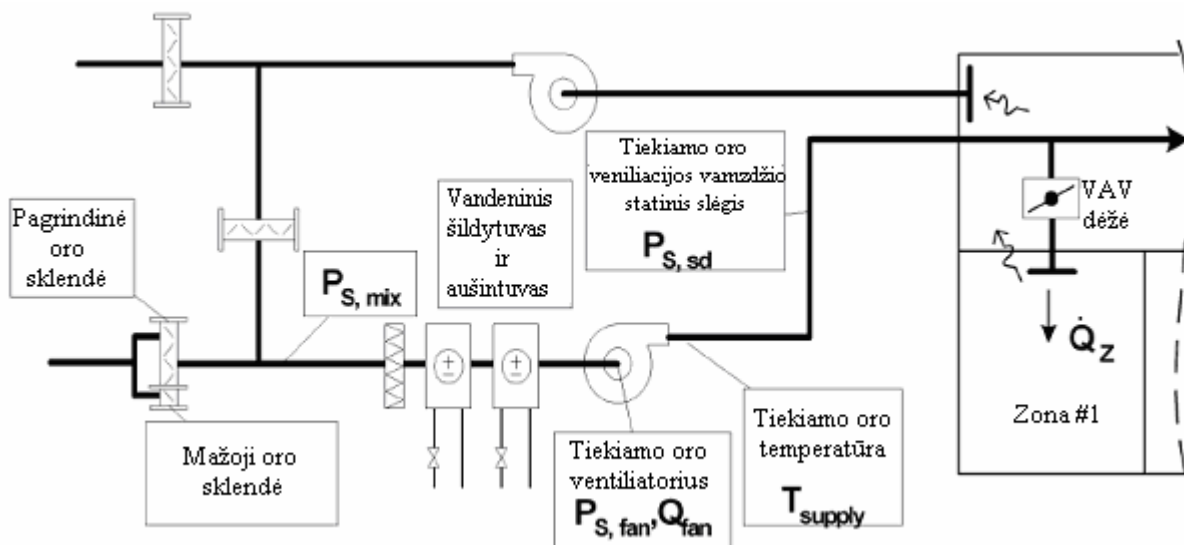 Pagrindinė
oro
sklendė
P_S, mix
Vandeninis
šildytuvas
ir
aušintuvas
Tiekiamo oro
veniliacijos vamzdžio
statinis slėgis
P_S, sd
VAV
dėžė
Q̇_Z
Zona #1
Mažoji oro
sklendė
Tiekiamo oro
ventiliatorius
P_S, fan, Q_fan
Tiekiamo oro
temperatūra
T_supply